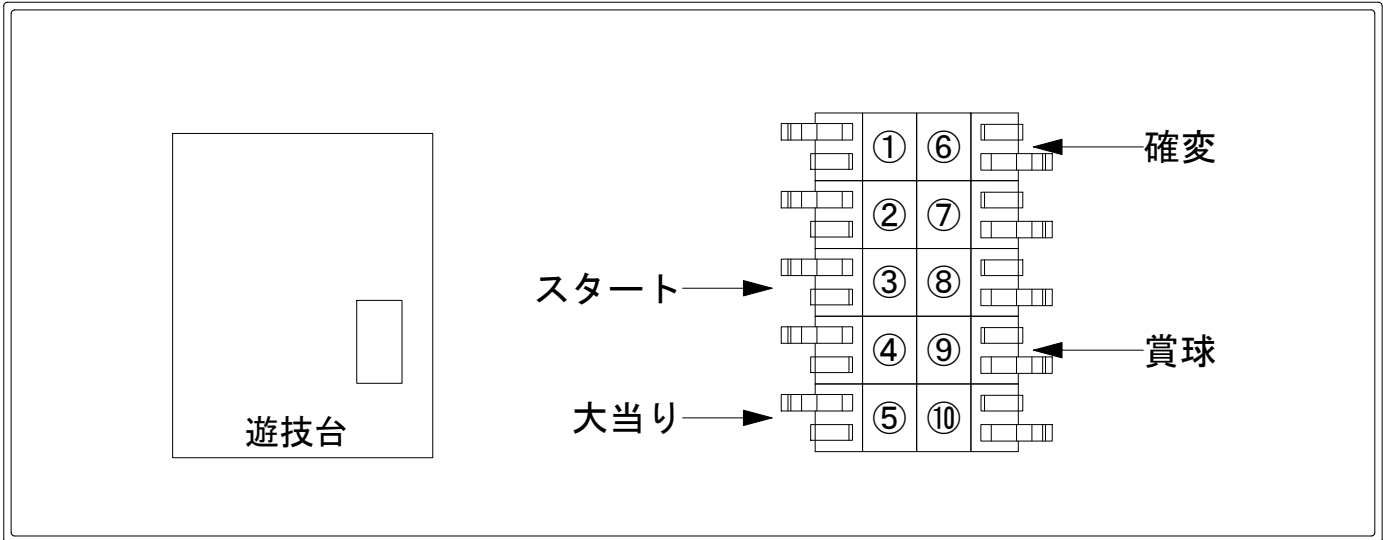 ① ⑥ 確変
② ⑦
スタート ③ ⑧
④ ⑨ 賞球
大当り ⑤ ⑩
遊技台